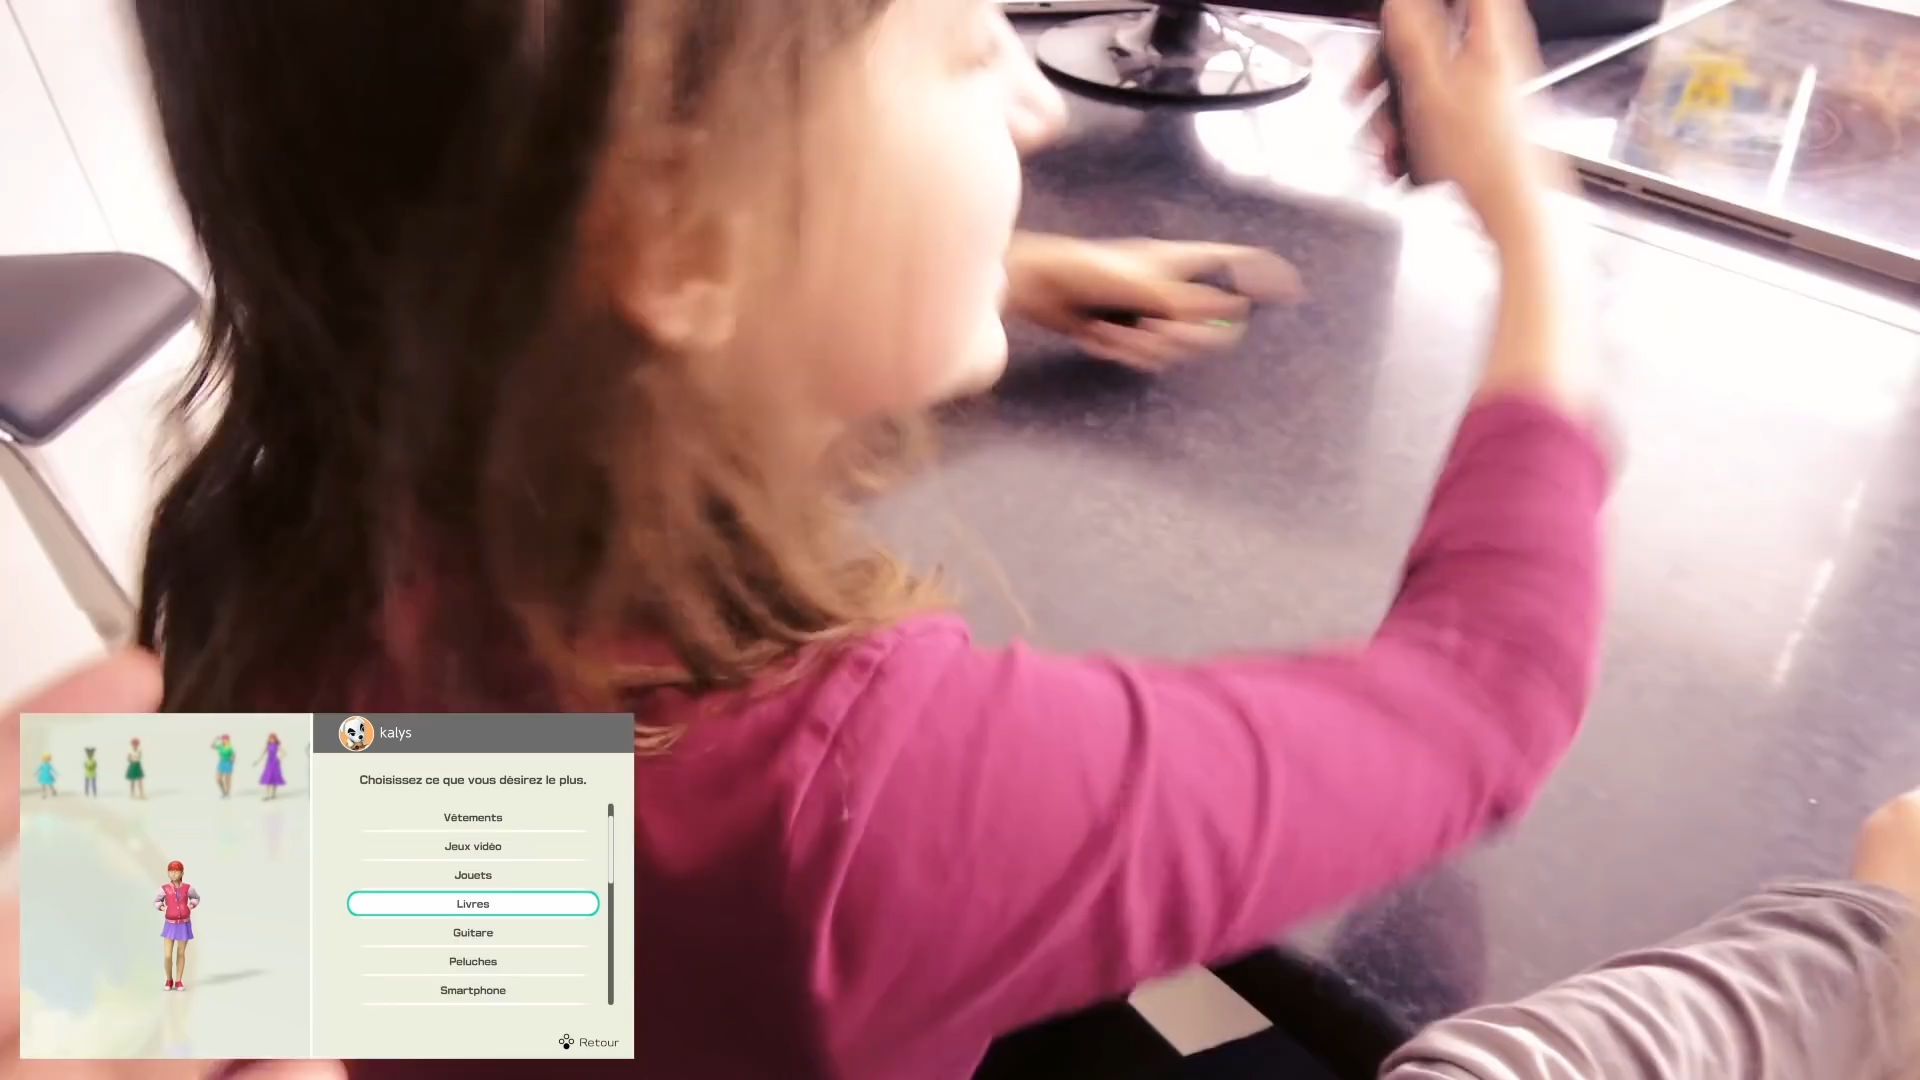 kalys
Choisissez ce que vous désirez le plus.
Vêtements
Jeux vidéo
Jouets
Livres
Guitare
Peluches
Smartphone
Retour